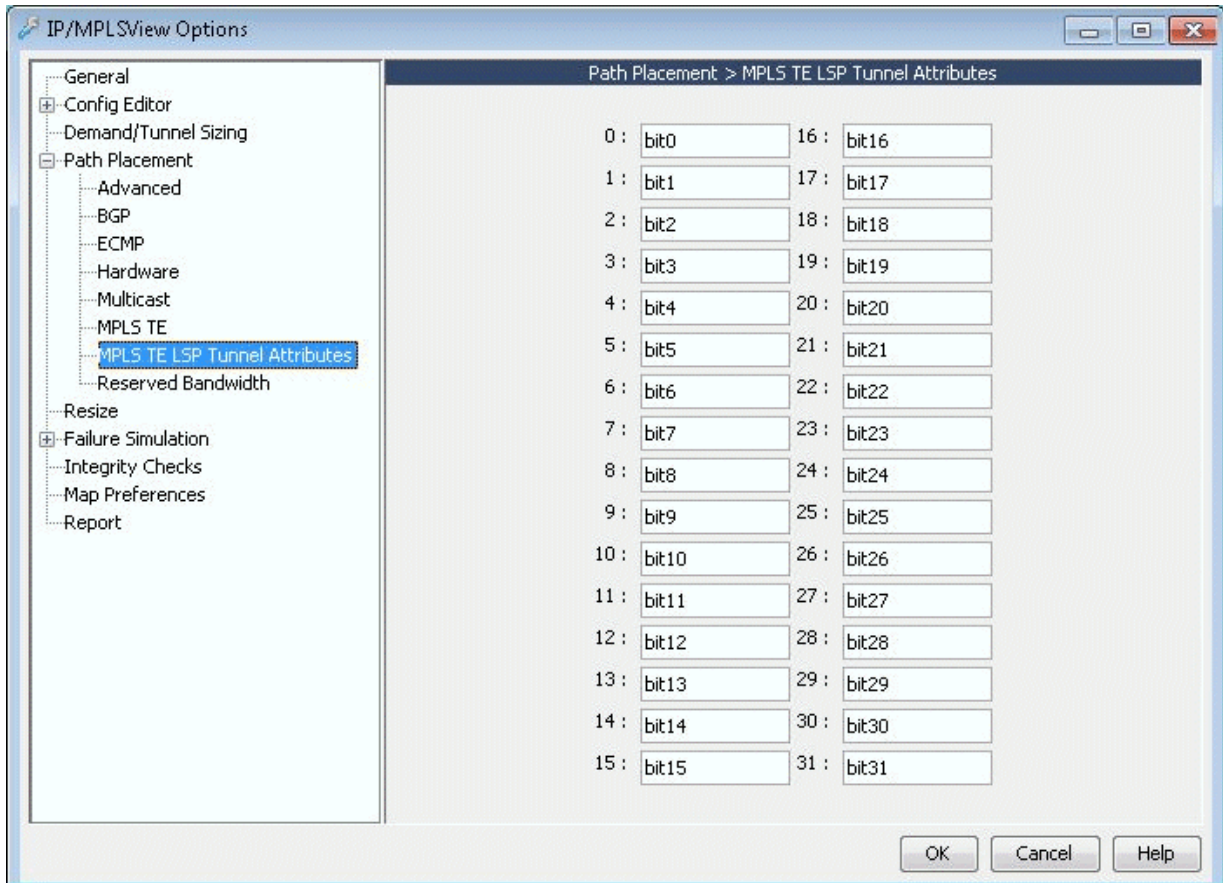 IP/MPLSView Options
General
Config Editor
Demand/Tunnel Sizing
Path Placement
Advanced
BGP
ECMP
Hardware
Multicast
MPLS TE
MPLS TE LSP Tunnel Attributes
Reserved Bandwidth
Resize
Failure Simulation
Integrity Checks
Map Preferences
Report
Path Placement > MPLS TE LSP Tunnel Attributes
0 : bit0 16 : bit16
1 : bit1 17 : bit17
2 : bit2 18 : bit18
3 : bit3 19 : bit19
4 : bit4 20 : bit20
5 : bit5 21 : bit21
6 : bit6 22 : bit22
7 : bit7 23 : bit23
8 : bit8 24 : bit24
9 : bit9 25 : bit25
10 : bit10 26 : bit26
11 : bit11 27 : bit27
12 : bit12 28 : bit28
13 : bit13 29 : bit29
14 : bit14 30 : bit30
15 : bit15 31 : bit31
OK Cancel Help